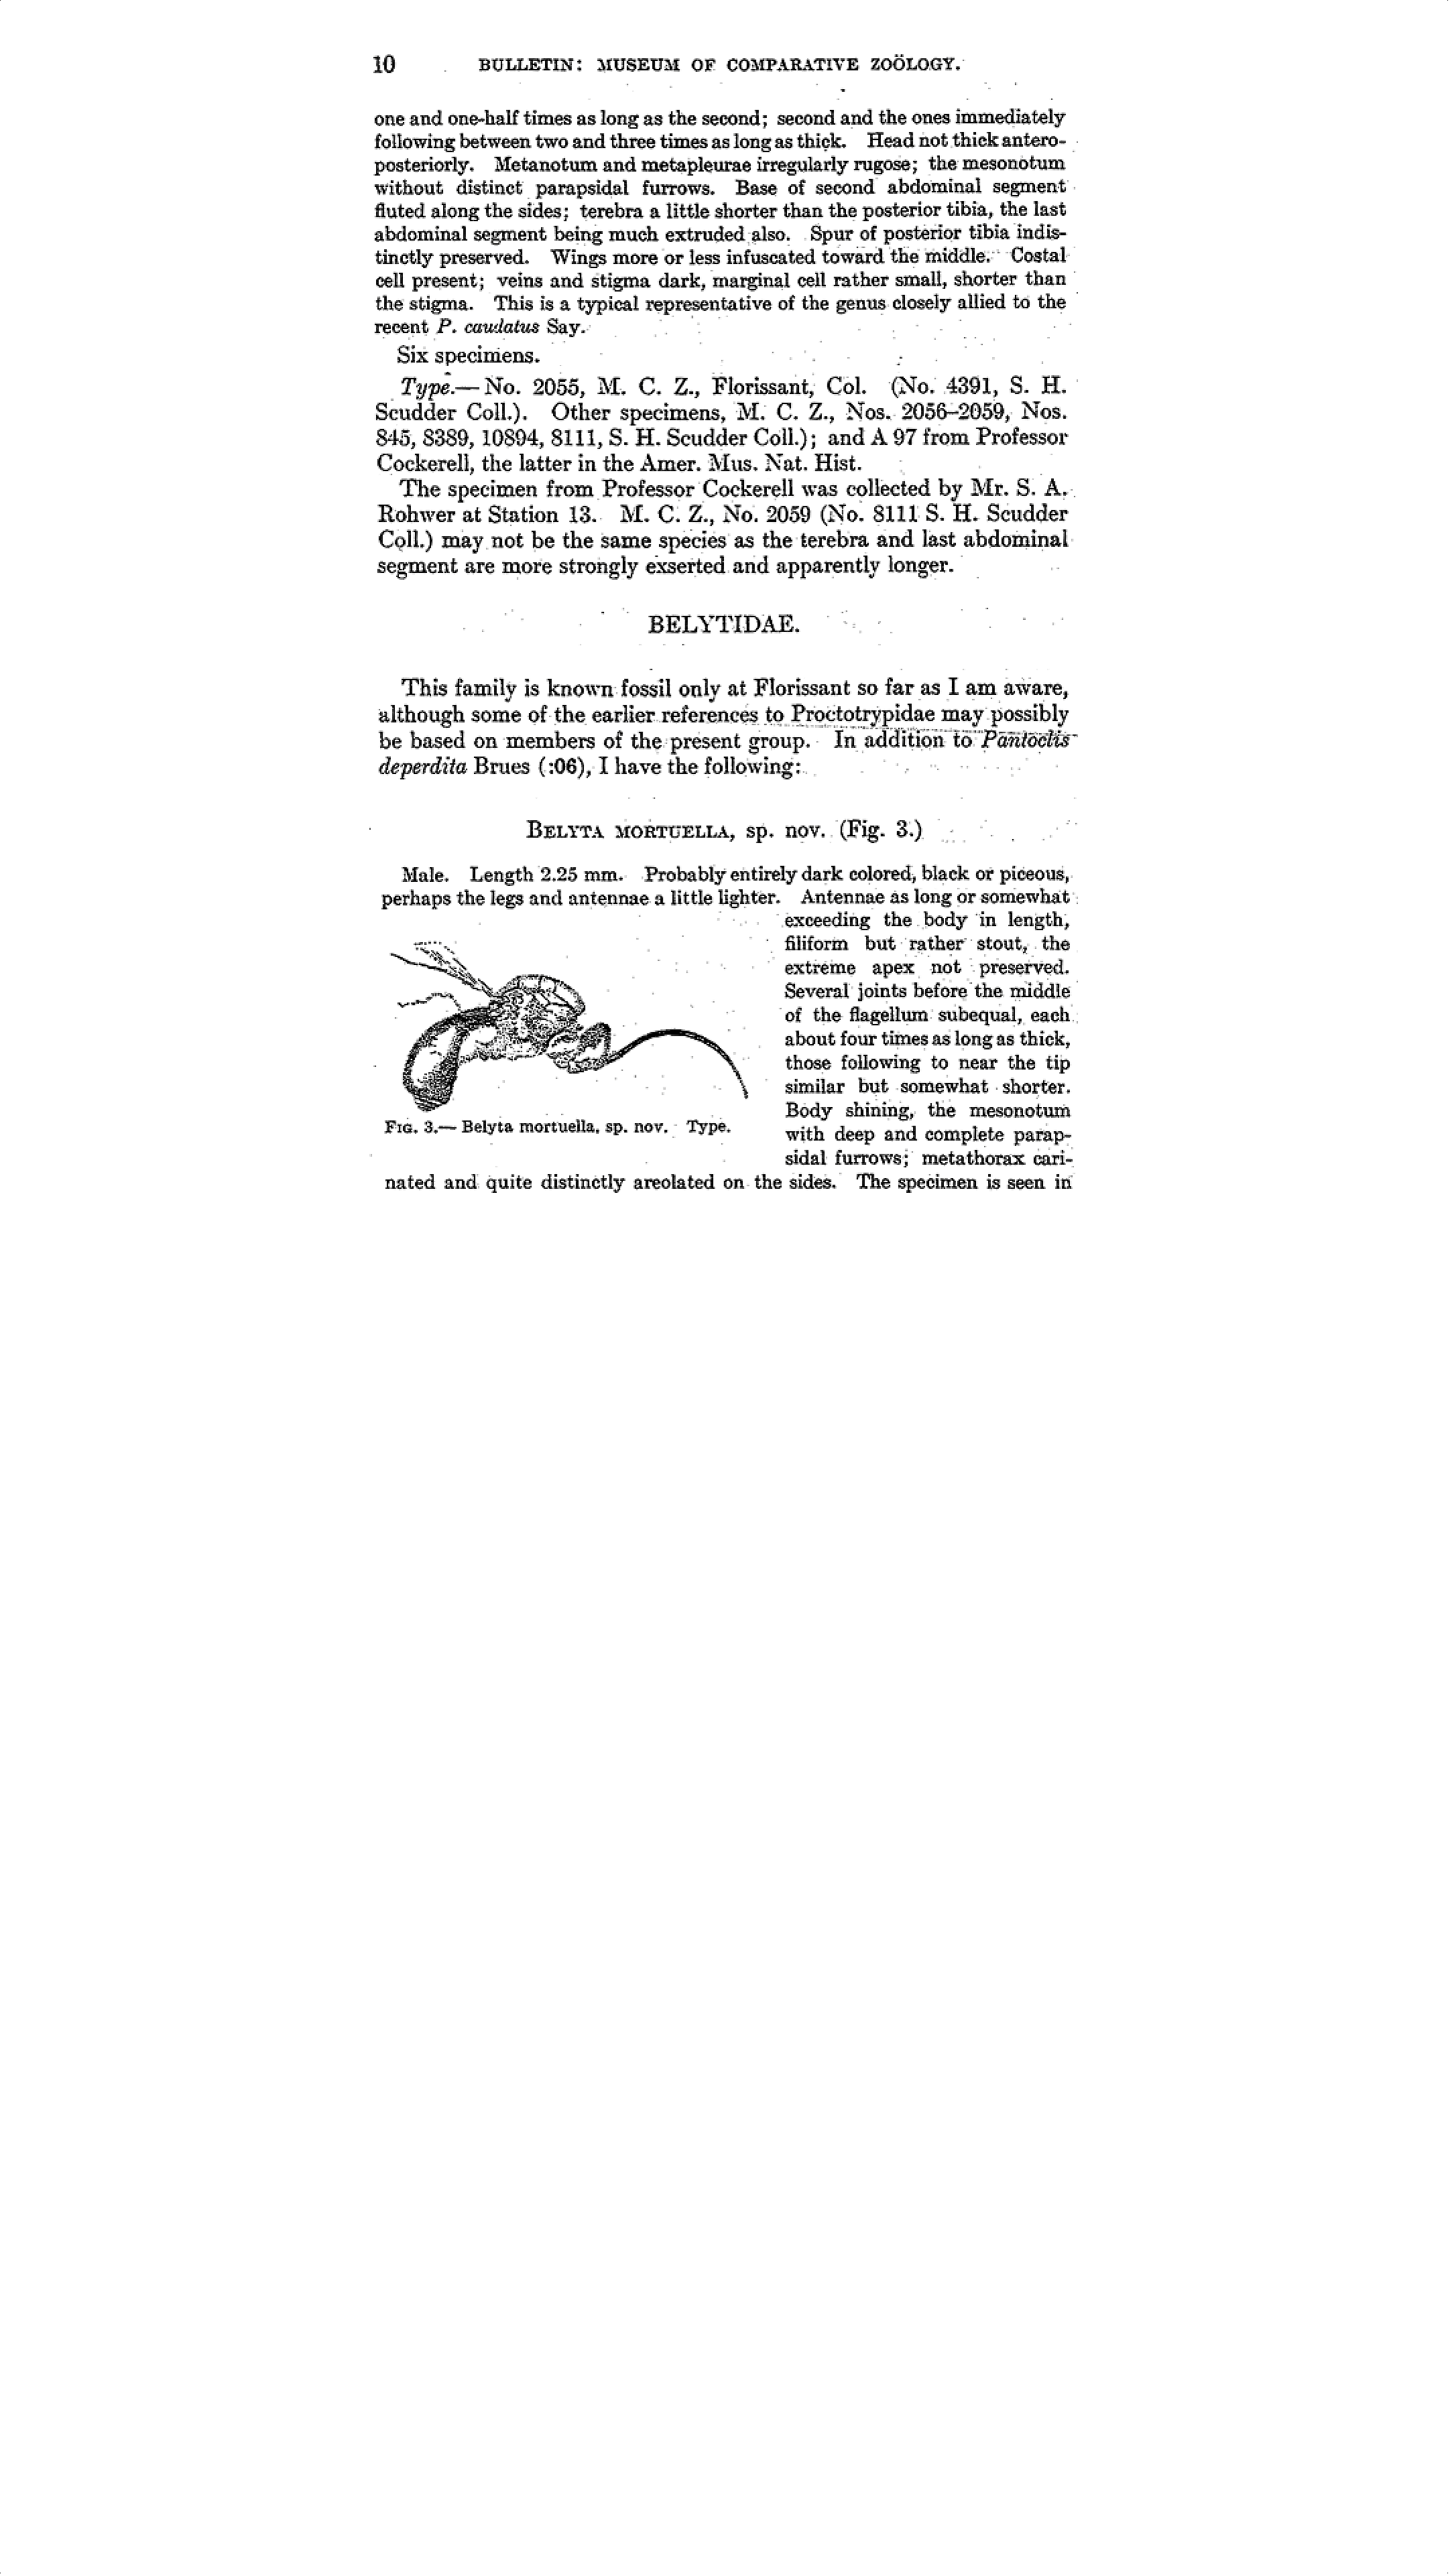 10 BULLETIN: MUSEUM OF COMPARATIVE ZOÖLOGY.
one and one-half times as long as the second; second and the ones immediately
following between two and three times as long as thick. Head not thick antero-
posteriorly. Metanotum and metapleurae irregularly rugose; the mesonotum
without distinct parapsidal furrows. Base of second abdominal segment
fluted along the sides; terebra a little shorter than the posterior tibia, the last
abdominal segment being much extruded also. Spur of posterior tibia indis-
tinctly preserved. Wings more or less infuscated toward the middle. Costal
cell present; veins and stigma dark, marginal cell rather small, shorter than
the stigma. This is a typical representative of the genus closely allied to the
recent P. caudatus Say.
Six specimens.
Type.— No. 2055, M. C. Z., Florissant, Col. (No. 4391, S. H.
Scudder Coll.). Other specimens, M. C. Z., Nos. 2056–2059, Nos.
845, 8389, 10894, 8111, S. H. Scudder Coll.); and A 97 from Professor
Cockerell, the latter in the Amer. Mus. Nat. Hist.
The specimen from Professor Cockerell was collected by Mr. S. A.
Rohwer at Station 13. M. C. Z., No. 2059 (No. 8111 S. H. Scudder
Coll.) may not be the same species as the terebra and last abdominal
segment are more strongly exserted and apparently longer.
BELYTIDAE.
This family is known fossil only at Florissant so far as I am aware,
although some of the earlier references to Proctotrypidae may possibly
be based on members of the present group. In addition to Pantoclis
deperdita Brues (:06), I have the following:
BELYTA MORTUELLA, sp. nov. (Fig. 3.)
Male. Length 2.25 mm. Probably entirely dark colored, black or piceous,
perhaps the legs and antennae a little lighter. Antennae as long or somewhat
exceeding the body in length,
filiform but rather stout, the
extreme apex not preserved.
Several joints before the middle
of the flagellum subequal, each
about four times as long as thick,
those following to near the tip
similar but somewhat shorter.
Body shining, the mesonotum
with deep and complete parap-
sidal furrows; metathorax cari-
FIG. 3.— Belyta mortuella, sp. nov. Type.
nated and quite distinctly areolated on the sides. The specimen is seen in